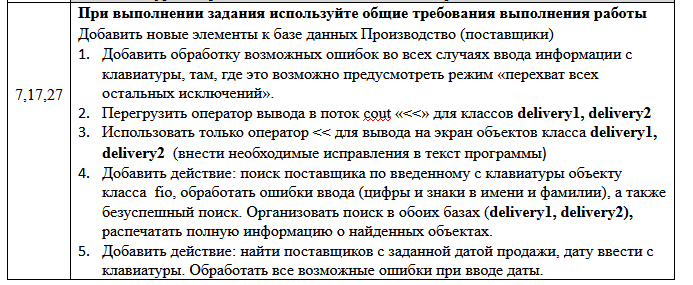 При выполнении задания используйте общие требования выполнения работы
Добавить новые элементы к базе данных Производство (поставщики)
1. Добавить обработку возможных ошибок во всех случаях ввода информации с
клавиатуры, там, где это возможно предусмотреть режим «перехват всех
остальных исключений».
7,17,27
2. Перегрузить оператор вывода в поток cout «<<» для классов delivery1, delivery2
3. Использовать только оператор << для вывода на экран объектов класса delivery1,
delivery2 (внести необходимые исправления в текст программы)
4. Добавить действие: поиск поставщика по введенному с клавиатуры объекту
класса fio, обработать ошибки ввода (цифры и знаки в имени и фамилии), а также
безуспешный поиск. Организовать поиск в обоих базах (delivery1, delivery2),
распечатать полную информацию о найденных объектах.
5. Добавить действие: найти поставщиков с заданной датой продажи, дату ввести с
клавиатуры. Обработать все возможные ошибки при вводе даты.